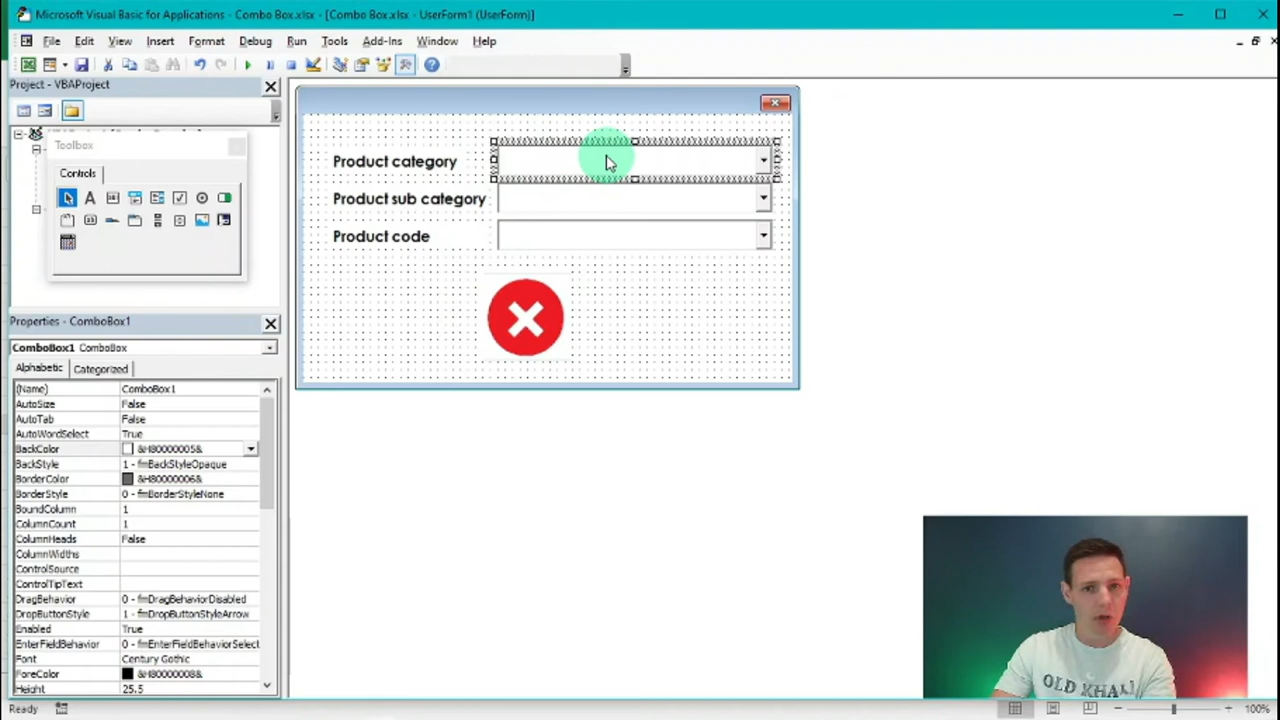 Microsoft Visual Basic for Applications - Combo Box.xlsx - [Combo Box.xlsx - UserForm1 (UserForm)]
File Edit View Insert Format Debug Run Tools Add-Ins Window Help
Project - VBAProject
Toolbox
Controls
Product category
Product sub category
Product code
Properties - ComboBox1
ComboBox1 ComboBox
Alphabetic Categorized
(Name) ComboBox1
AutoSize False
AutoTab False
AutoWordSelect True
BackColor &H80000005&
BackStyle 1 - fmBackStyleOpaque
BorderColor &H80000006&
BorderStyle 0 - fmBorderStyleNone
BoundColumn 1
ColumnCount 1
ColumnHeads False
ColumnWidths
ControlSource
ControlTipText
DragBehavior 0 - fmDragBehaviorDisabled
DropButtonStyle 1 - fmDropButtonStyleArrow
Enabled True
EnterFieldBehavior 0 - fmEnterFieldBehaviorSelect
Font Century Gothic
ForeColor &H80000008&
Height 25.5
OLD KHAKI
Ready
100%